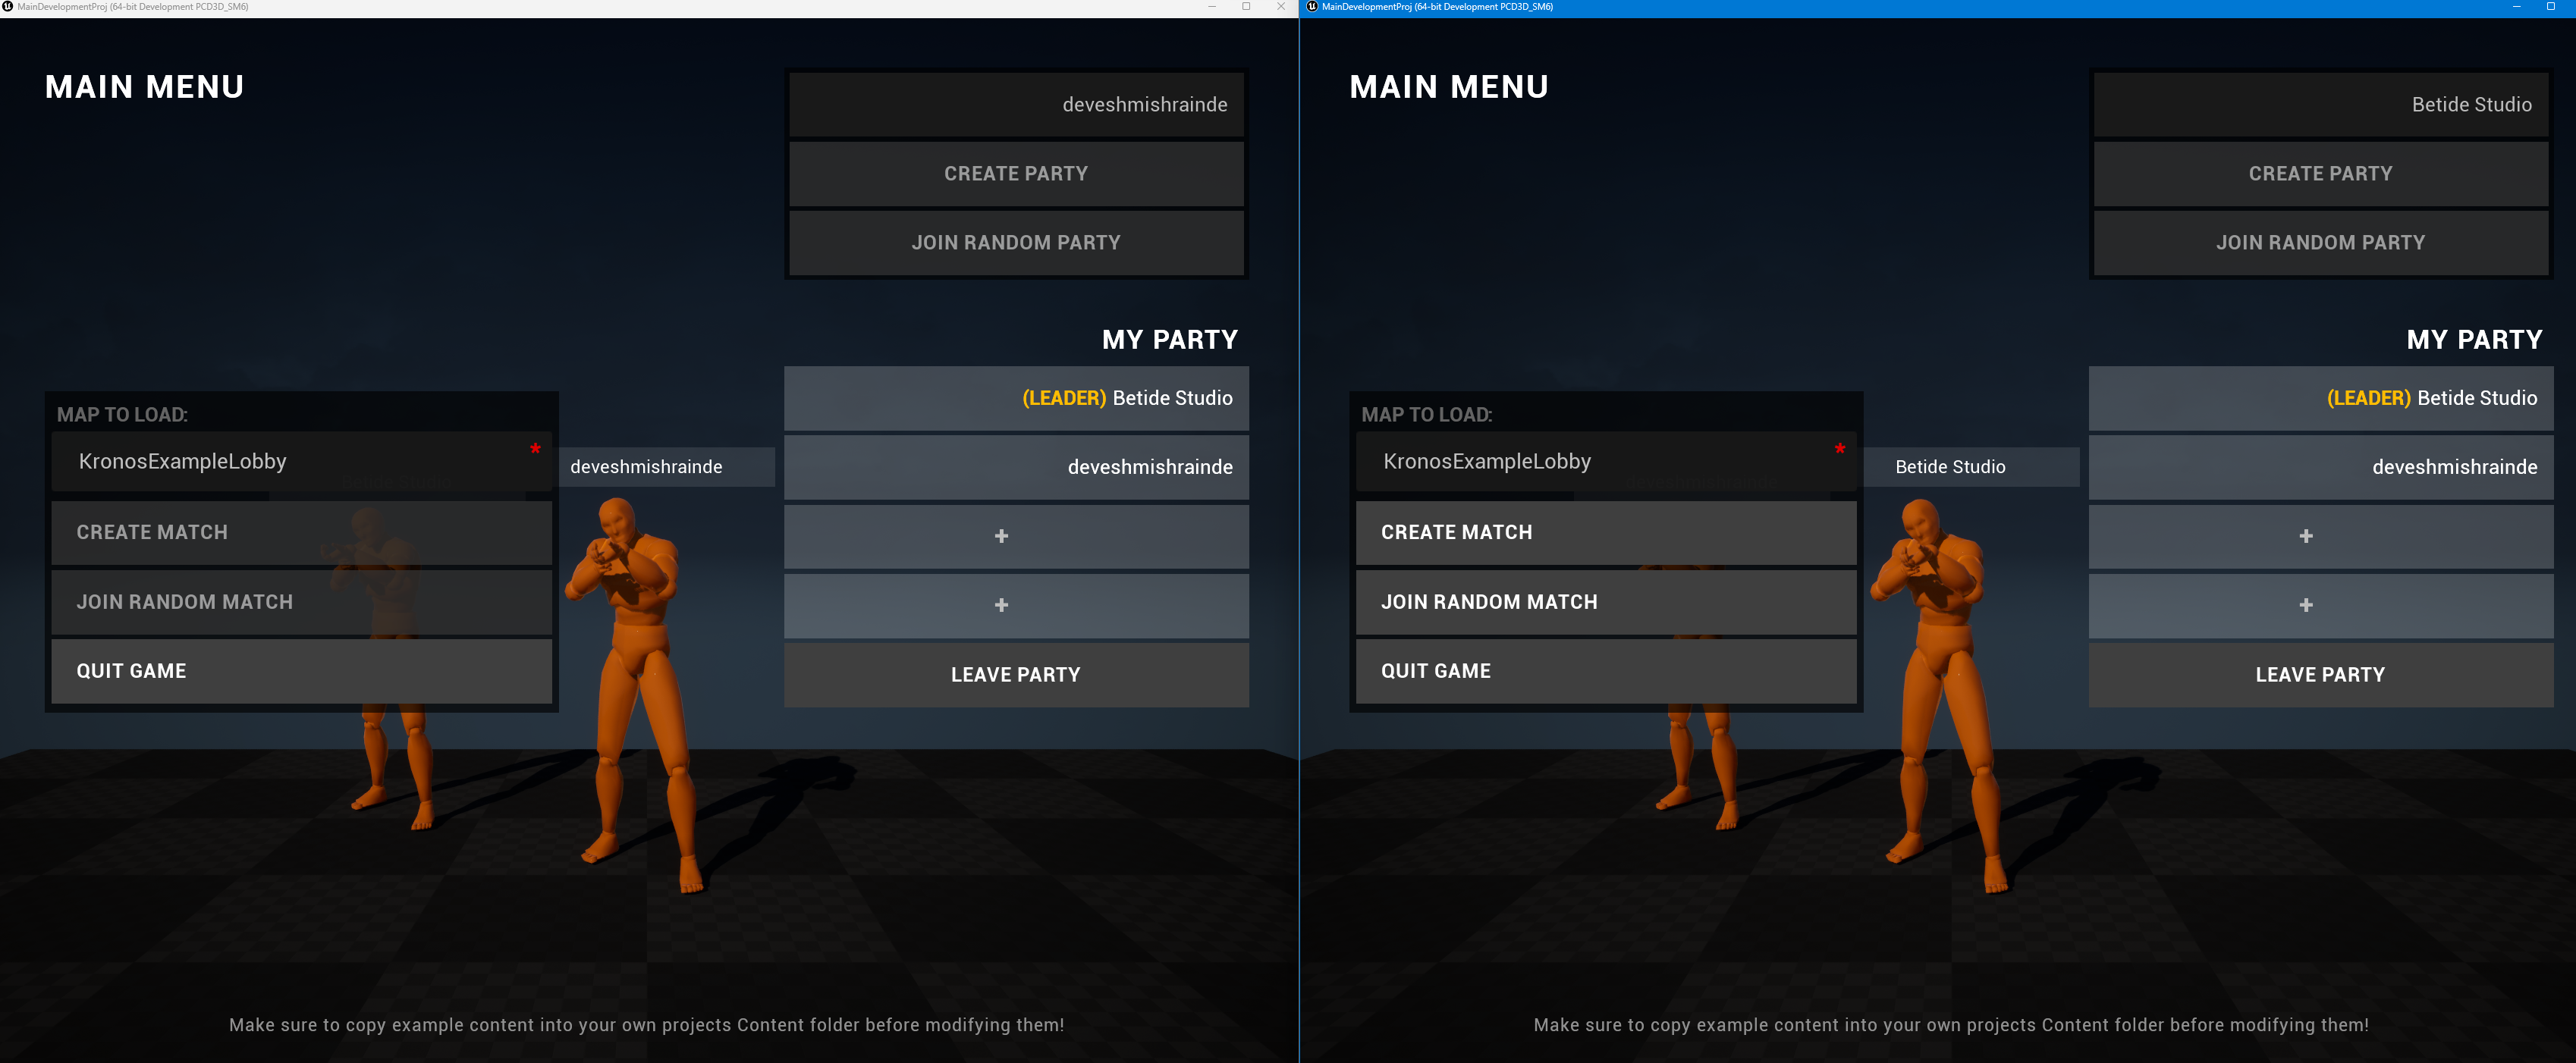 MainDevelopmentProj (64-bit Development PCD3D_SM6)
MAIN MENU
deveshmishrainde
CREATE PARTY
JOIN RANDOM PARTY
MY PARTY
(LEADER) Betide Studio
deveshmishrainde
+
+
LEAVE PARTY
MAP TO LOAD:
KronosExampleLobby *
deveshmishrainde
CREATE MATCH
JOIN RANDOM MATCH
QUIT GAME
Make sure to copy example content into your own projects Content folder before modifying them!
MainDevelopmentProj (64-bit Development PCD3D_SM6)
MAIN MENU
Betide Studio
CREATE PARTY
JOIN RANDOM PARTY
MY PARTY
(LEADER) Betide Studio
deveshmishrainde
+
+
LEAVE PARTY
MAP TO LOAD:
KronosExampleLobby *
Betide Studio
CREATE MATCH
JOIN RANDOM MATCH
QUIT GAME
Make sure to copy example content into your own projects Content folder before modifying them!